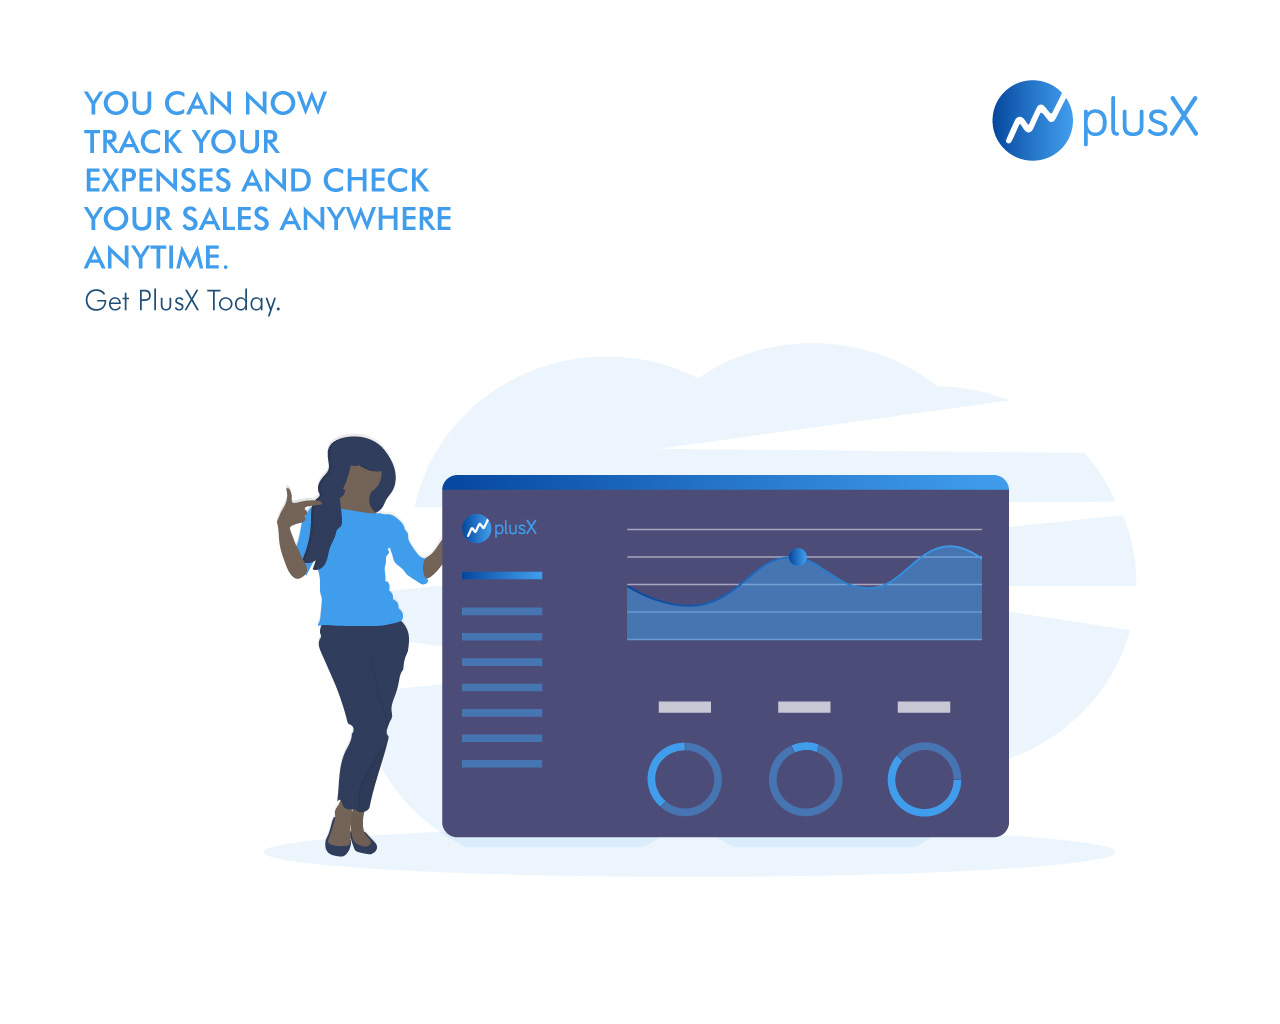 YOU CAN NOW
TRACK YOUR
EXPENSES AND CHECK
YOUR SALES ANYWHERE
ANYTIME.
Get PlusX Today.
plusX
plusX